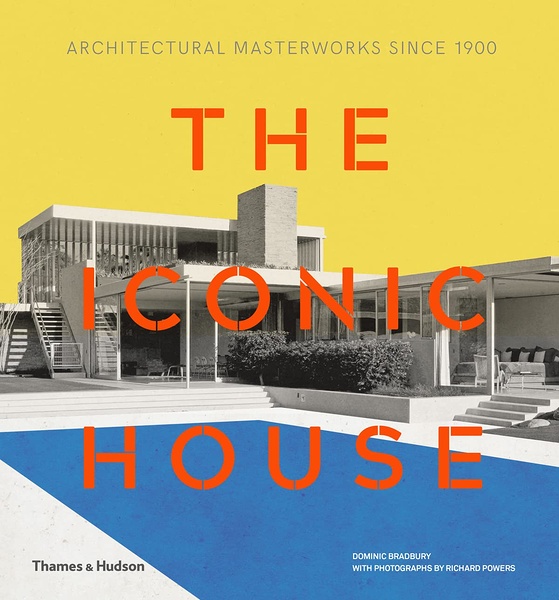 ARCHITECTURAL MASTERWORKS SINCE 1900
THE
ICONIC
HOUSE
Thames & Hudson
DOMINIC BRADBURY
WITH PHOTOGRAPHS BY RICHARD POWERS